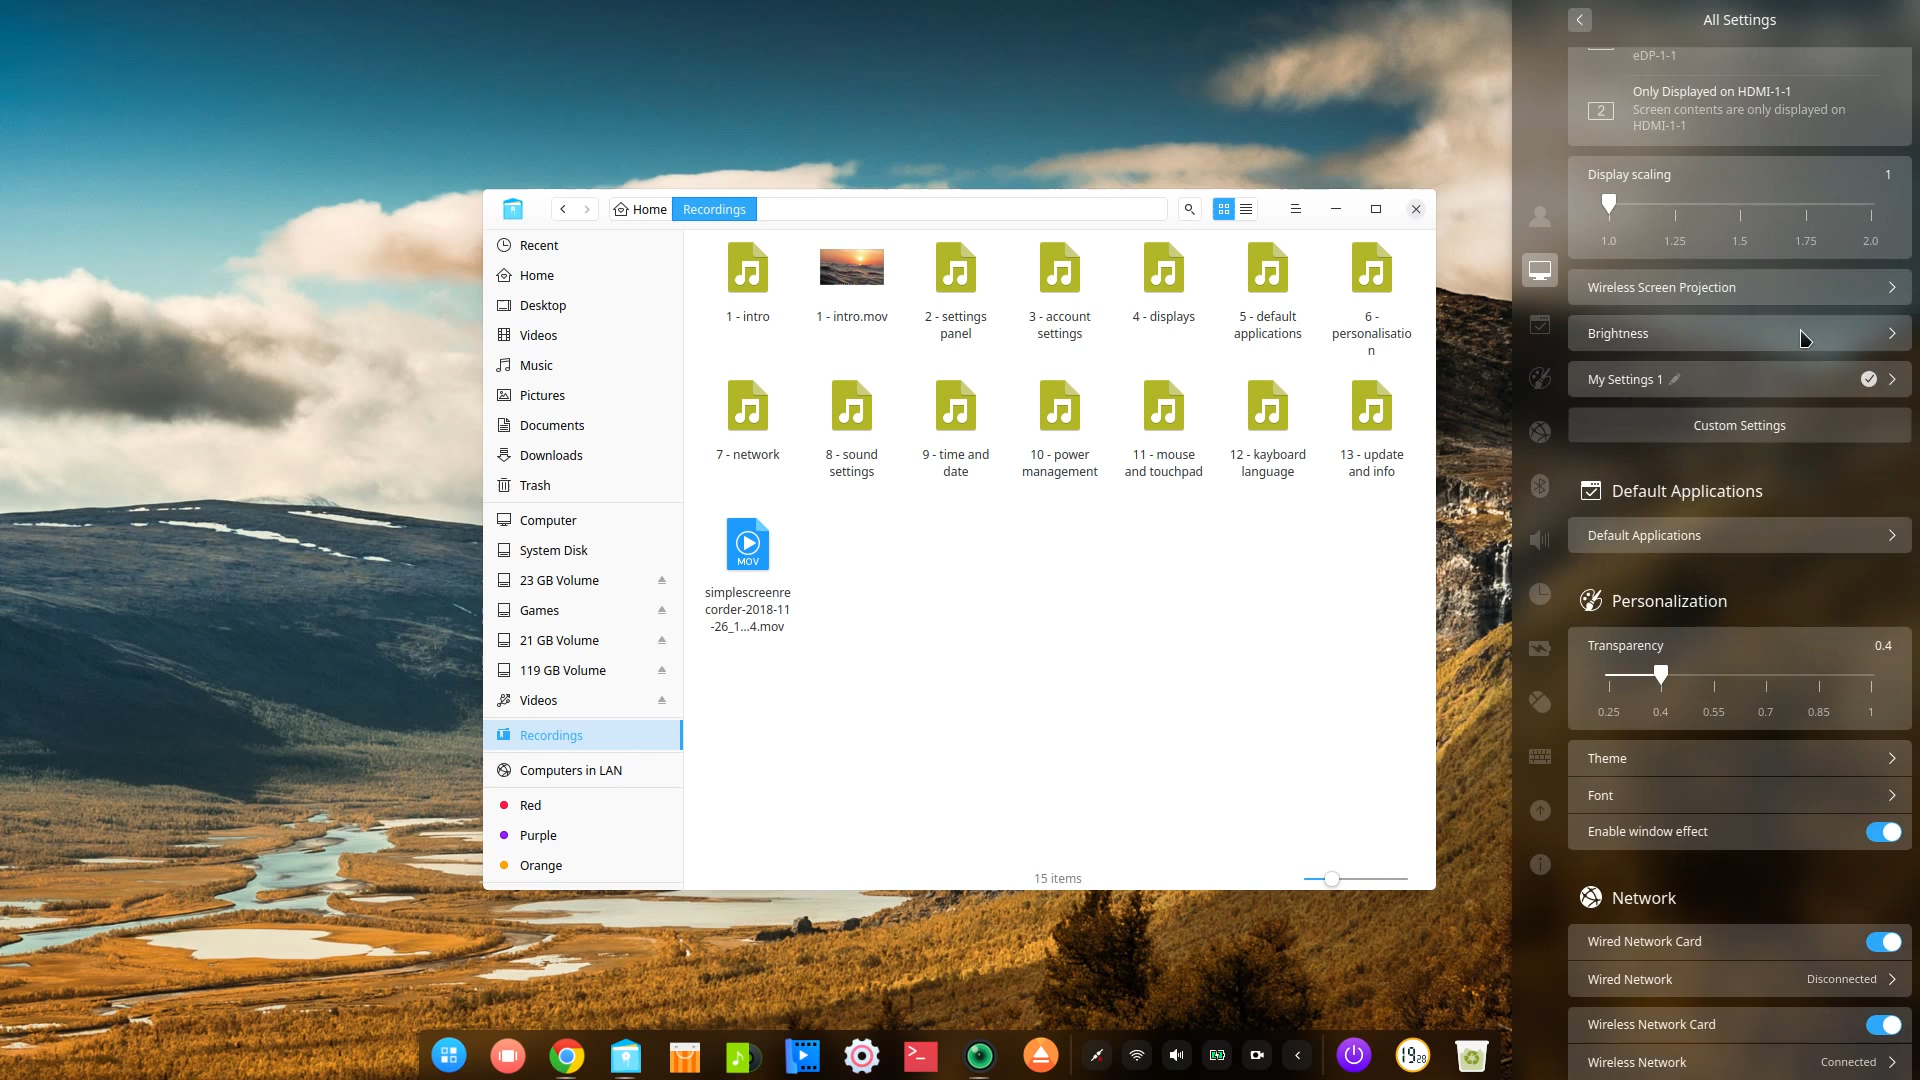 Home
Recordings
Recent
Home
Desktop
Videos
Music
Pictures
Documents
Downloads
Trash
Computer
System Disk
23 GB Volume
Games
21 GB Volume
119 GB Volume
Videos
Recordings
Computers in LAN
Red
Purple
Orange
1 - intro
1 - intro.mov
2 - settings
panel
3 - account
settings
4 - displays
5 - default
applications
6 -
personalisatio
n
7 - network
8 - sound
settings
9 - time and
date
10 - power
management
11 - mouse
and touchpad
12 - kayboard
language
13 - update
and info
MOV
simplescreenre
corder-2018-11
-26_1...4.mov
15 items
All Settings
eDP-1-1
2
Only Displayed on HDMI-1-1
Screen contents are only displayed on
HDMI-1-1
Display scaling 1
1.0 1.25 1.5 1.75 2.0
Wireless Screen Projection
Brightness
My Settings 1
Custom Settings
Default Applications
Default Applications
Personalization
Transparency 0.4
0.25 0.4 0.55 0.7 0.85 1
Theme
Font
Enable window effect
Network
Wired Network Card
Wired Network Disconnected
Wireless Network Card
Wireless Network Connected
19 28